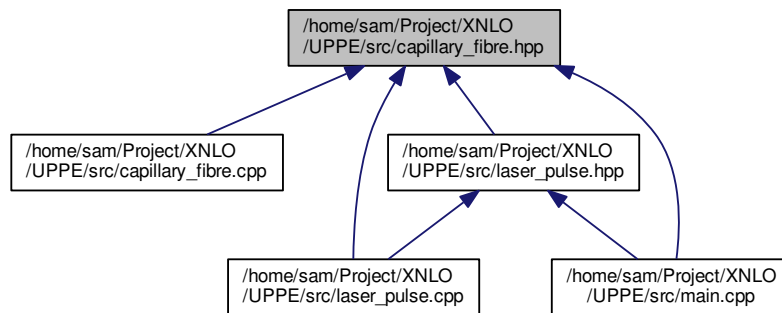 /home/sam/Project/XNLO
/UPPE/src/capillary_fibre.hpp
/home/sam/Project/XNLO
/UPPE/src/capillary_fibre.cpp
/home/sam/Project/XNLO
/UPPE/src/laser_pulse.hpp
/home/sam/Project/XNLO
/UPPE/src/laser_pulse.cpp
/home/sam/Project/XNLO
/UPPE/src/main.cpp